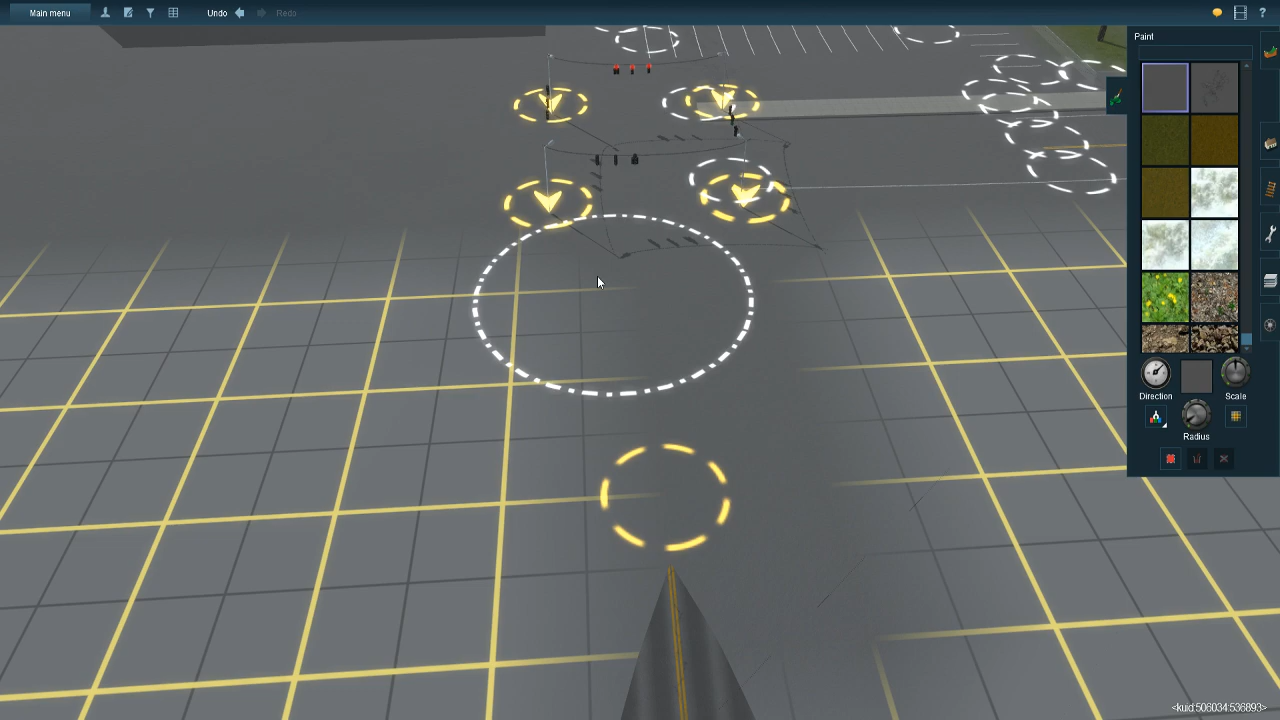 Main menu
Undo
Redo
?
Paint
Direction
Scale
Radius
<kuid:506034:536893>